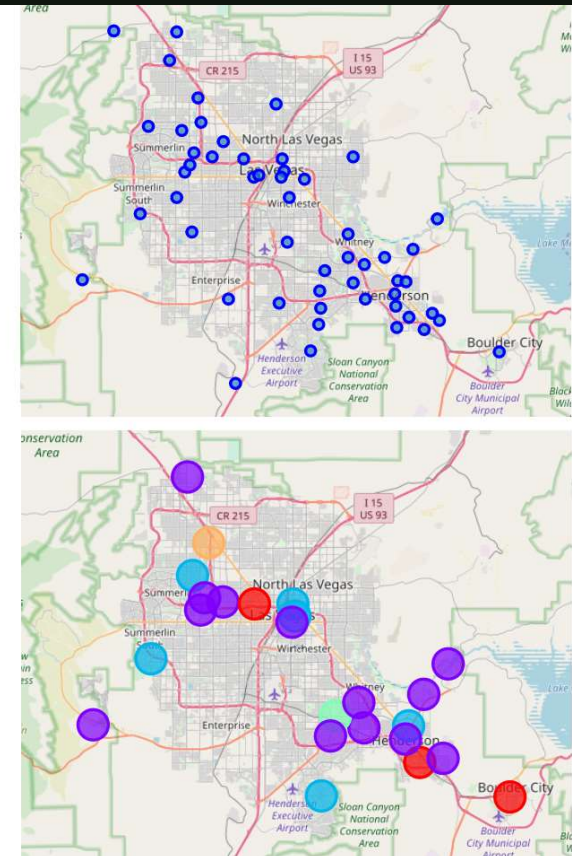 Area
CR 215
I 15
US 93
North Las Vegas
Summerlin
Las Vegas
Summerlin
South
Winchester
Whitney
Enterprise
Henderson
Boulder City
Henderson
Executive
Airport
Sloan Canyon
National
Conservation
Area
Boulder
City Municipal
Airport
Conservation
Area
I 15
US 93
CR 215
North Las Vegas
Summerlin
Summerlin
South
Winchester
Whitney
Enterprise
Henderson
Boulder City
Henderson
Executive
Airport
Sloan Canyon
National
Conservation
Area
Boulder
City Municipal
Airport